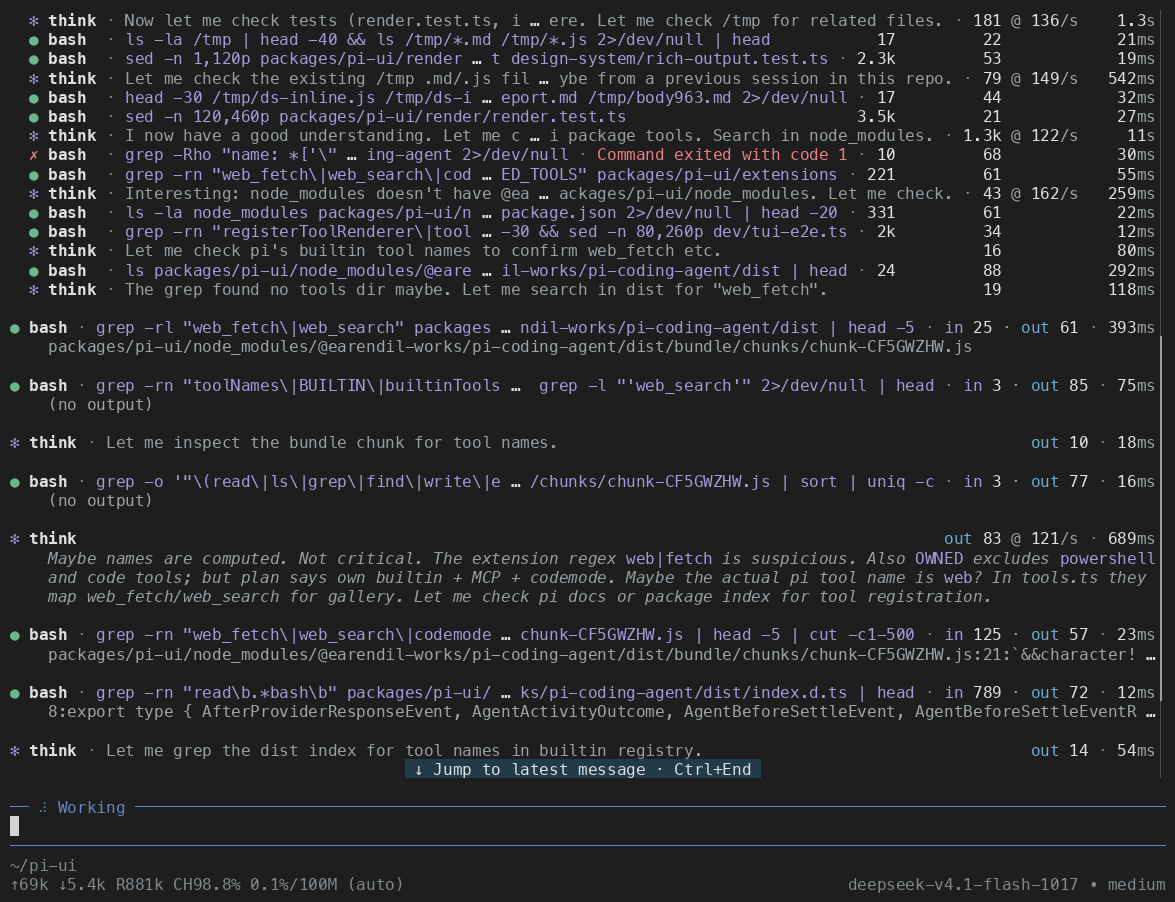 ✻ think · Now let me check tests (render.test.ts, i … ere. Let me check /tmp for related files. · 181 @ 136/s 1.3s
● bash · ls -la /tmp | head -40 && ls /tmp/*.md /tmp/*.js 2>/dev/null | head 17 22 21ms
● bash · sed -n 1,120p packages/pi-ui/render … t design-system/rich-output.test.ts · 2.3k 53 19ms
✻ think · Let me check the existing /tmp .md/.js fil … ybe from a previous session in this repo. · 79 @ 149/s 542ms
● bash · head -30 /tmp/ds-inline.js /tmp/ds-i … eport.md /tmp/body963.md 2>/dev/null · 17 44 32ms
● bash · sed -n 120,460p packages/pi-ui/render/render.test.ts 3.5k 21 27ms
✻ think · I now have a good understanding. Let me c … i package tools. Search in node_modules. · 1.3k @ 122/s 11s
✗ bash · grep -Rho "name: *['\" … ing-agent 2>/dev/null · Command exited with code 1 · 10 68 30ms
● bash · grep -rn "web_fetch\|web_search\|cod … ED_TOOLS" packages/pi-ui/extensions · 221 61 55ms
✻ think · Interesting: node_modules doesn't have @ea … ackages/pi-ui/node_modules. Let me check. · 43 @ 162/s 259ms
● bash · ls -la node_modules packages/pi-ui/n … package.json 2>/dev/null | head -20 · 331 61 22ms
● bash · grep -rn "registerToolRenderer\|tool … -30 && sed -n 80,260p dev/tui-e2e.ts · 2k 34 12ms
✻ think · Let me check pi's builtin tool names to confirm web_fetch etc. 16 80ms
● bash · ls packages/pi-ui/node_modules/@eare … il-works/pi-coding-agent/dist | head · 24 88 292ms
✻ think · The grep found no tools dir maybe. Let me search in dist for "web_fetch". 19 118ms
● bash · grep -rl "web_fetch\|web_search" packages … ndil-works/pi-coding-agent/dist | head -5 · in 25 · out 61 · 393ms
packages/pi-ui/node_modules/@earendil-works/pi-coding-agent/dist/bundle/chunks/chunk-CF5GWZHW.js
● bash · grep -rn "toolNames\|BUILTIN\|builtinTools … grep -l "'web_search'" 2>/dev/null | head · in 3 · out 85 · 75ms
(no output)
✻ think · Let me inspect the bundle chunk for tool names. out 10 · 18ms
● bash · grep -o '"\(read\|ls\|grep\|find\|write\|e … /chunks/chunk-CF5GWZHW.js | sort | uniq -c · in 3 · out 77 · 16ms
(no output)
✻ think out 83 @ 121/s · 689ms
Maybe names are computed. Not critical. The extension regex web|fetch is suspicious. Also OWNED excludes powershell
and code tools; but plan says own builtin + MCP + codemode. Maybe the actual pi tool name is web? In tools.ts they
map web_fetch/web_search for gallery. Let me check pi docs or package index for tool registration.
● bash · grep -rn "web_fetch\|web_search\|codemode … chunk-CF5GWZHW.js | head -5 | cut -c1-500 · in 125 · out 57 · 23ms
packages/pi-ui/node_modules/@earendil-works/pi-coding-agent/dist/bundle/chunks/chunk-CF5GWZHW.js:21:`&&character! …
● bash · grep -rn "read\b.*bash\b" packages/pi-ui/ … ks/pi-coding-agent/dist/index.d.ts | head · in 789 · out 72 · 12ms
8:export type { AfterProviderResponseEvent, AgentActivityOutcome, AgentBeforeSettleEvent, AgentBeforeSettleEventR …
✻ think · Let me grep the dist index for tool names in builtin registry. out 14 · 54ms
↓ Jump to latest message · Ctrl+End
Working
~/pi-ui
↑69k ↓5.4k R881k CH98.8% 0.1%/100M (auto) deepseek-v4.1-flash-1017 • medium